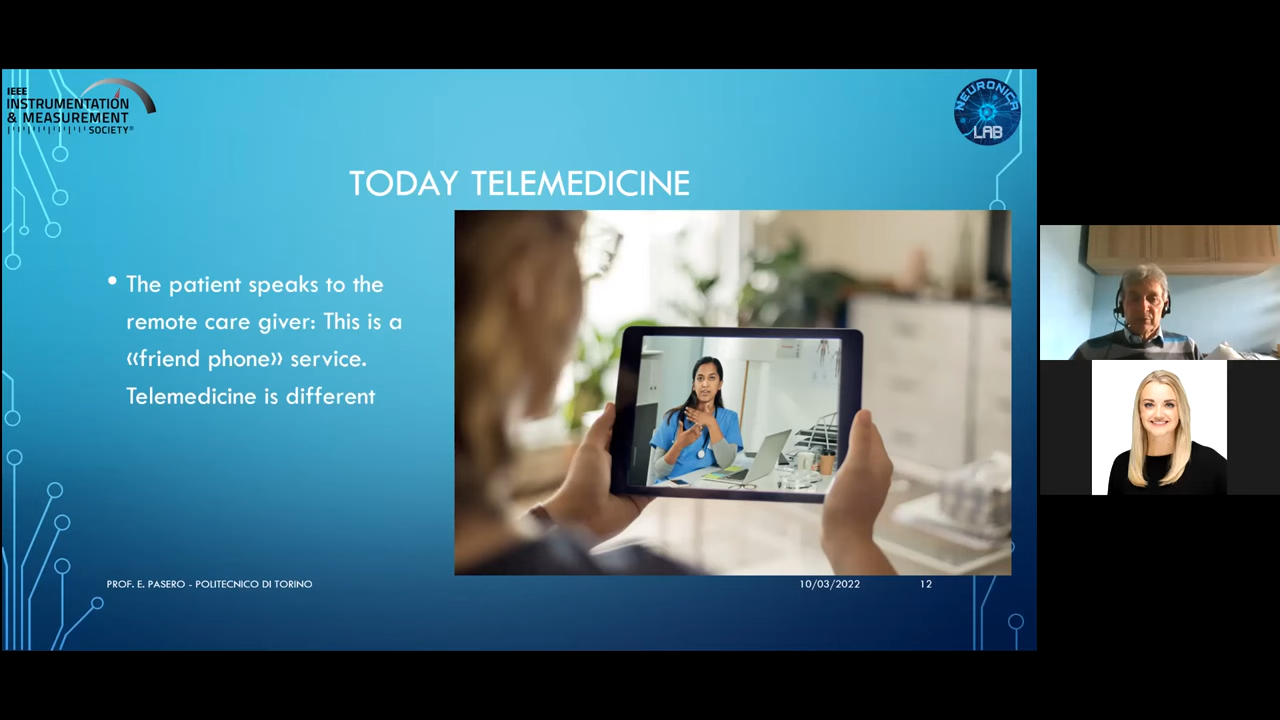 IEEE
INSTRUMENTATION
& MEASUREMENT
SOCIETY®
NEURONICA
LAB
TODAY TELEMEDICINE
• The patient speaks to the
remote care giver: This is a
«friend phone» service.
Telemedicine is different
PROF. E. PASERO - POLITECNICO DI TORINO
10/03/2022
12